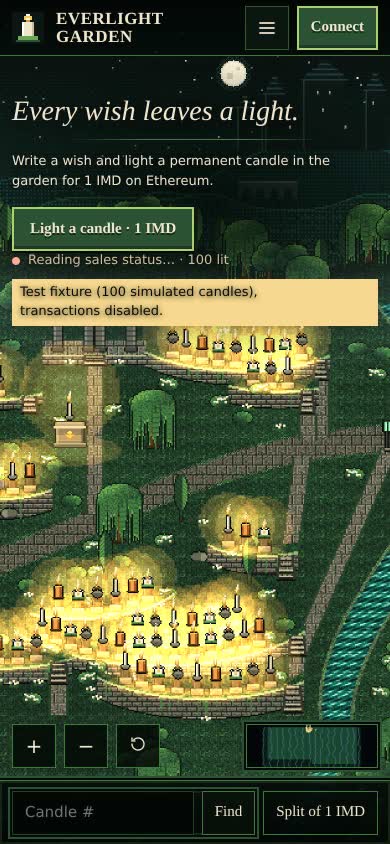 EVERLIGHT
GARDEN
Connect
Every wish leaves a light.
Write a wish and light a permanent candle in the
garden for 1 IMD on Ethereum.
Light a candle · 1 IMD
Reading sales status… · 100 lit
Test fixture (100 simulated candles),
transactions disabled.
+
−
Candle #
Find
Split of 1 IMD